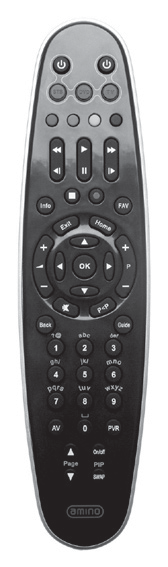 STB
Info
FAV
Exit
Home
+
+
OK
P
-
-
P<P
Back
Guide
.@
abc
def
1
2
3
ghi
jkl
mno
4
5
6
pqrs
tuv
wxyz
7
8
9
AV
0
PVR
On/off
Page
PIP
SWAP
amino